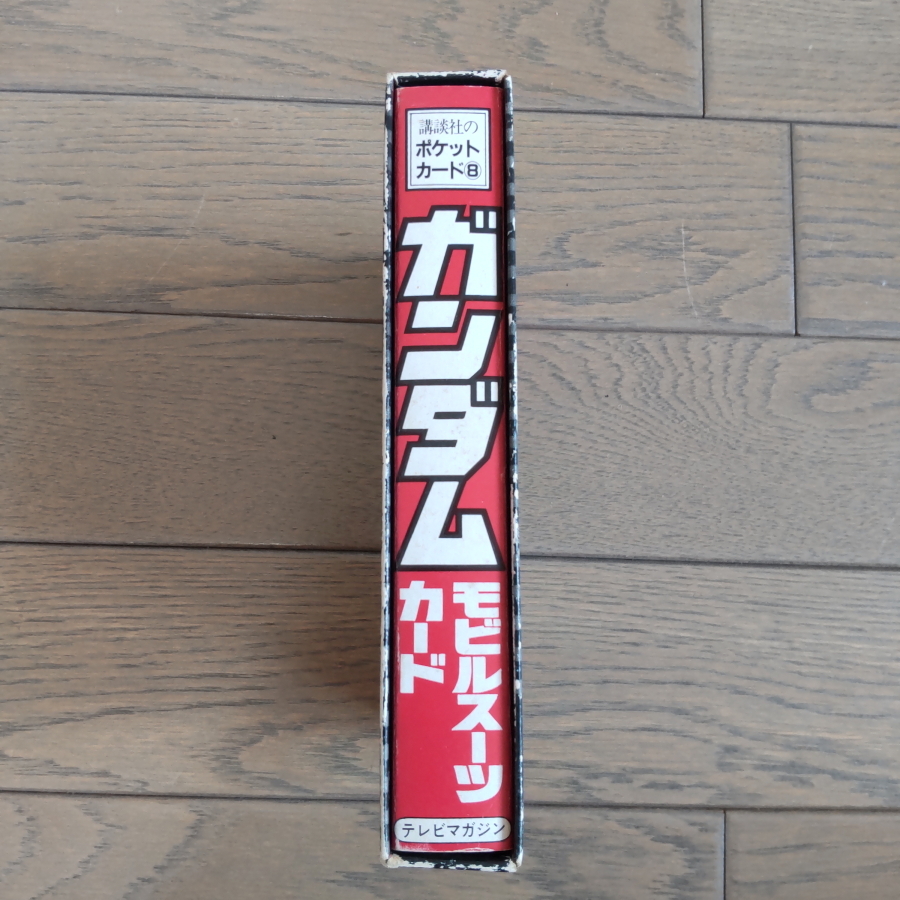 講談社の
ポケット
カード⑧
ガンダム
モビルスーツ
カード
テレビマガジン